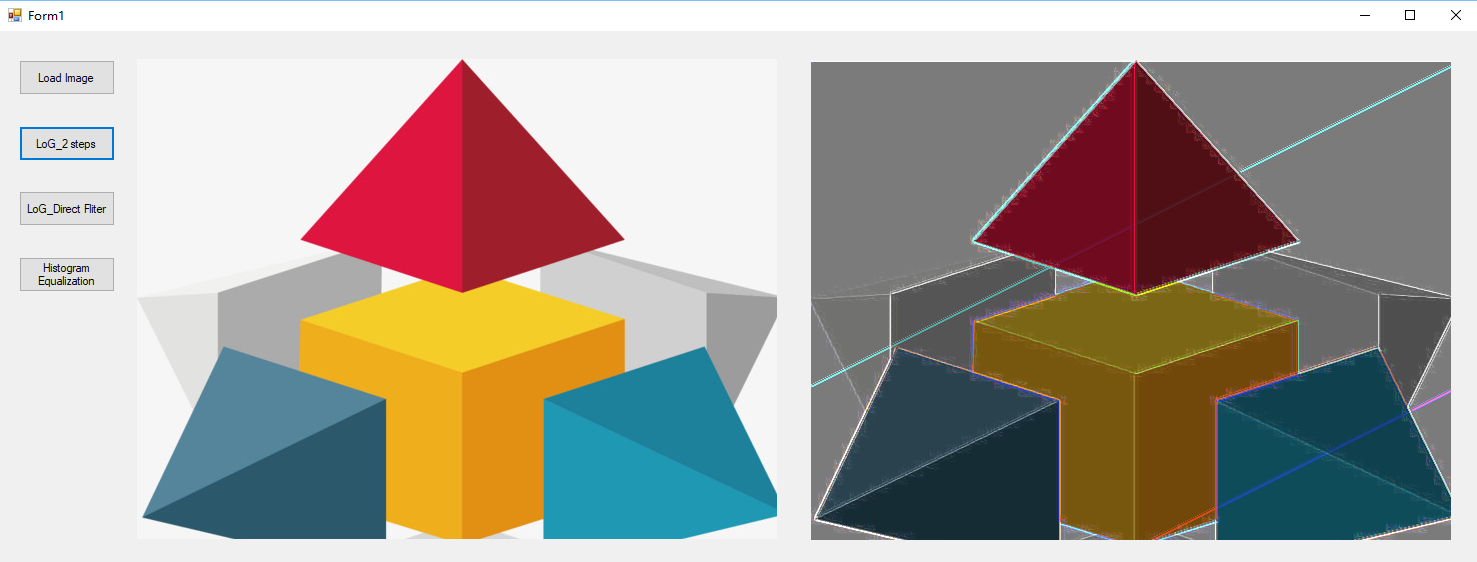 Form1
Load Image
LoG_2 steps
LoG_Direct Fliter
Histogram
Equalization